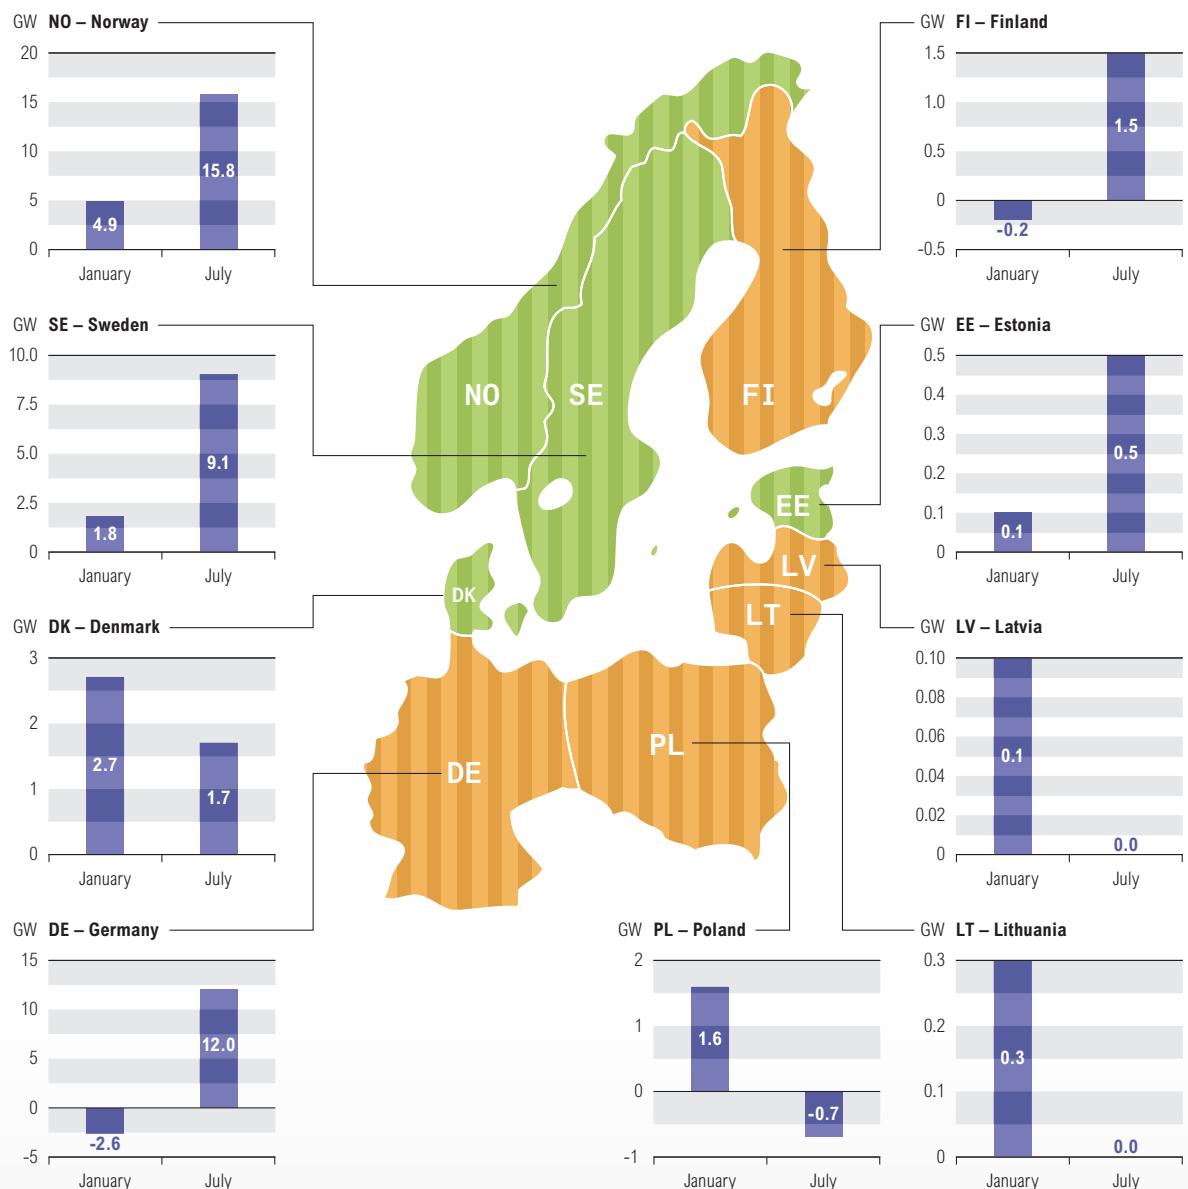 GW NO – Norway
20
15
10
5
0
4.9
15.8
January July
GW SE – Sweden
10.0
7.5
5.0
2.5
0
1.8
9.1
January July
GW DK – Denmark
3
2
1
0
2.7
1.7
January July
GW DE – Germany
15
10
5
0
-5
-2.6
12.0
January July
NO
SE
FI
EE
LV
LT
DK
DE
PL
GW PL – Poland
2
1
0
-1
1.6
-0.7
January July
GW FI – Finland
1.5
1.0
0.5
0
-0.5
-0.2
1.5
January July
GW EE – Estonia
0.5
0.4
0.3
0.2
0.1
0
0.1
0.5
January July
GW LV – Latvia
0.10
0.08
0.06
0.04
0.02
0
0.1
0.0
January July
GW LT – Lithuania
0.3
0.2
0.1
0
0.3
0.0
January July